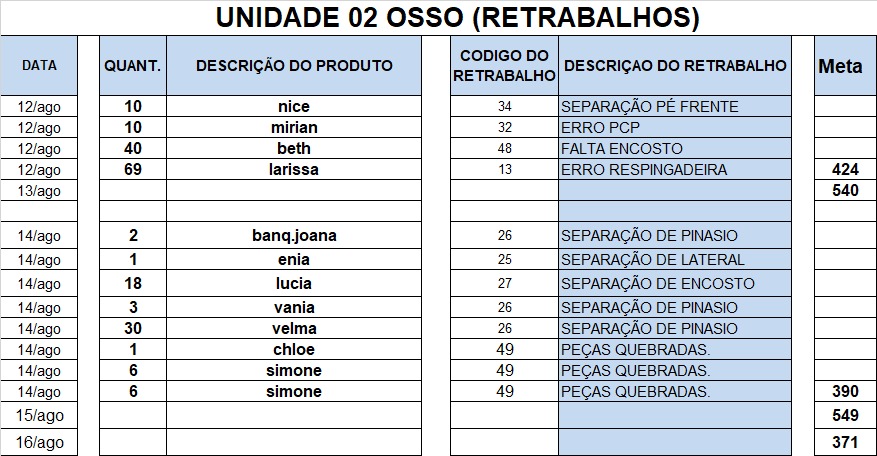 UNIDADE 02 OSSO (RETRABALHOS)
DATA QUANT. DESCRIÇÃO DO PRODUTO CODIGO DO RETRABALHO DESCRIÇAO DO RETRABALHO Meta
12/ago 10 nice 34 SEPARAÇÃO PÉ FRENTE
12/ago 10 mirian 32 ERRO PCP
12/ago 40 beth 48 FALTA ENCOSTO
12/ago 69 larissa 13 ERRO RESPINGADEIRA 424
13/ago 540
14/ago 2 banq.joana 26 SEPARAÇÃO DE PINASIO
14/ago 1 enia 25 SEPARAÇÃO DE LATERAL
14/ago 18 lucia 27 SEPARAÇÃO DE ENCOSTO
14/ago 3 vania 26 SEPARAÇÃO DE PINASIO
14/ago 30 velma 26 SEPARAÇÃO DE PINASIO
14/ago 1 chloe 49 PEÇAS QUEBRADAS.
14/ago 6 simone 49 PEÇAS QUEBRADAS.
14/ago 6 simone 49 PEÇAS QUEBRADAS. 390
15/ago 549
16/ago 371